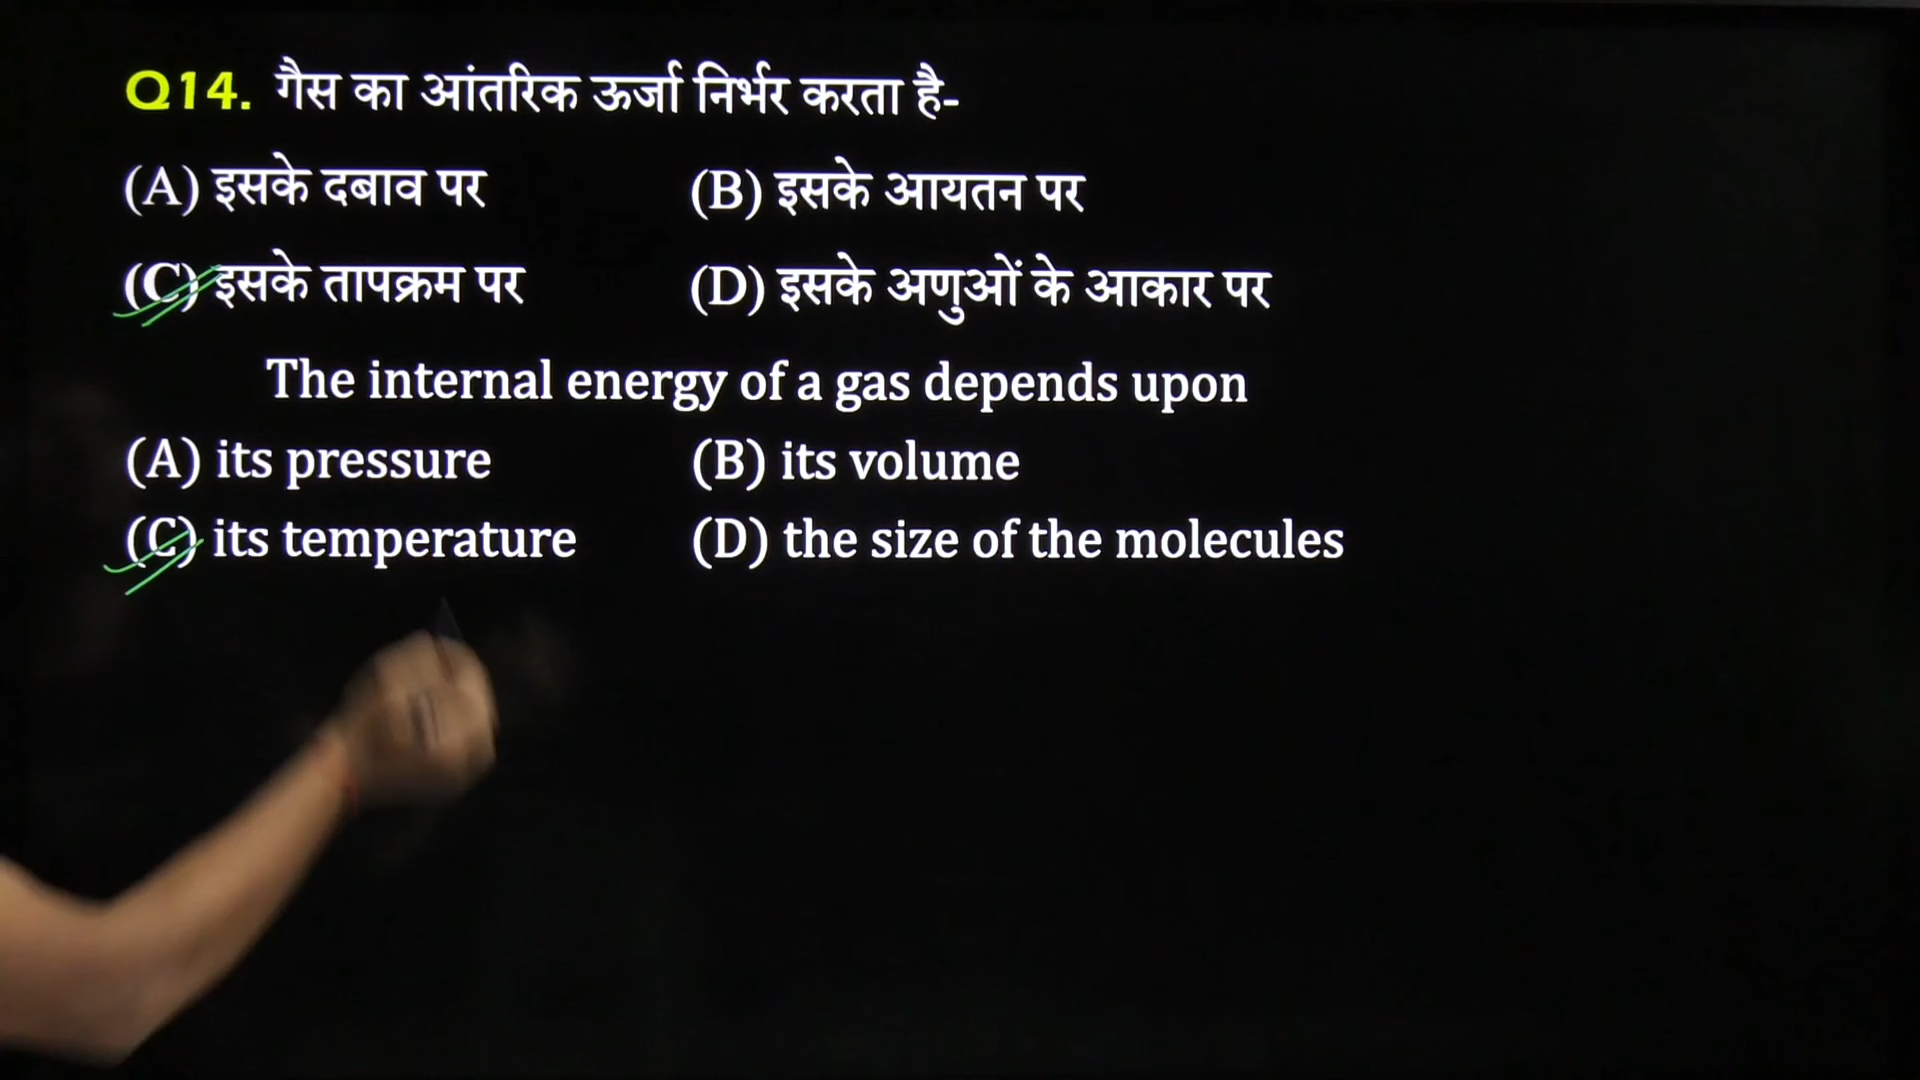 Q14. गैस का आंतरिक ऊर्जा निर्भर करता है-
(A) इसके दबाव पर (B) इसके आयतन पर
(C) इसके तापक्रम पर (D) इसके अणुओं के आकार पर
The internal energy of a gas depends upon
(A) its pressure (B) its volume
(C) its temperature (D) the size of the molecules